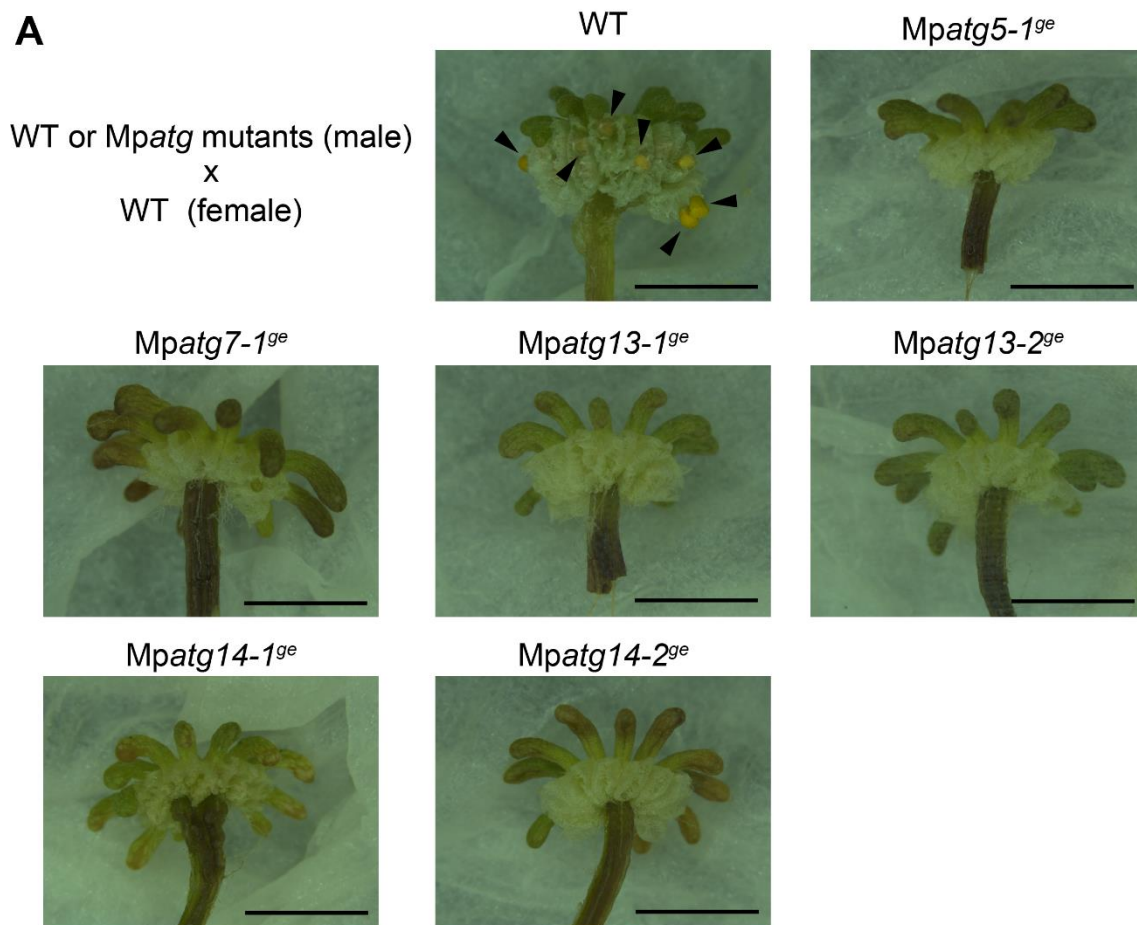 A
WT
Mpatg5-1ge
WT or Mpatg mutants (male)
x
WT (female)
Mpatg7-1ge
Mpatg13-1ge
Mpatg13-2ge
Mpatg14-1ge
Mpatg14-2ge